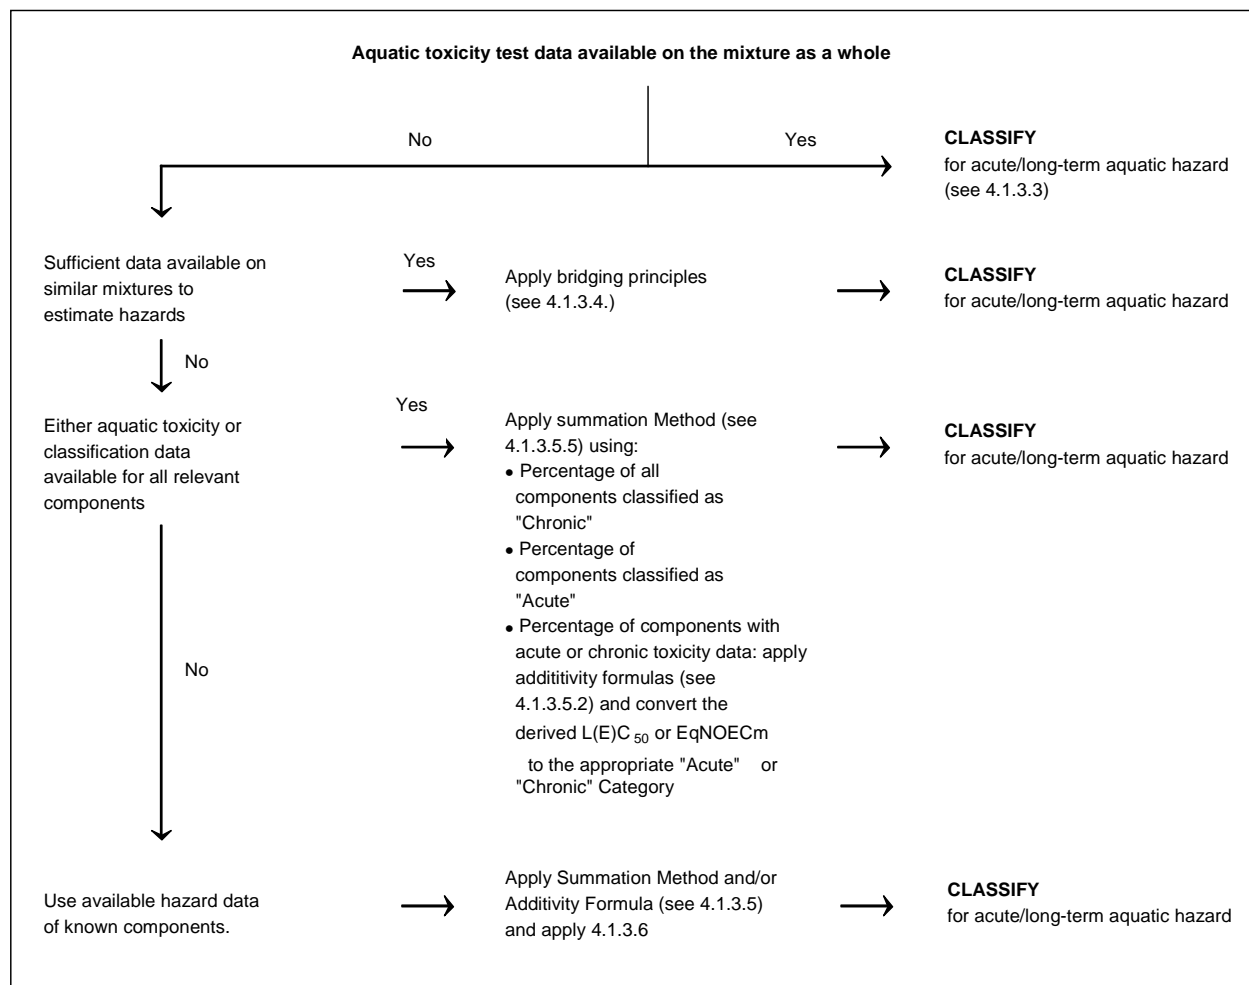 Aquatic toxicity test data available on the mixture as a whole
No
Yes
CLASSIFY
for acute/long-term aquatic hazard
(see 4.1.3.3)
Sufficient data available on
similar mixtures to
estimate hazards
Yes
Apply bridging principles
(see 4.1.3.4.)
CLASSIFY
for acute/long-term aquatic hazard
No
Either aquatic toxicity or
classification data
available for all relevant
components
Yes
Apply summation Method (see
4.1.3.5.5) using:
• Percentage of all
components classified as
"Chronic"
• Percentage of
components classified as
"Acute"
• Percentage of components with
acute or chronic toxicity data: apply
addititivity formulas (see
4.1.3.5.2) and convert the
derived L(E)C 50 or EqNOECm
to the appropriate "Acute" or
"Chronic" Category
CLASSIFY
for acute/long-term aquatic hazard
No
Use available hazard data
of known components.
Apply Summation Method and/or
Additivity Formula (see 4.1.3.5)
and apply 4.1.3.6
CLASSIFY
for acute/long-term aquatic hazard